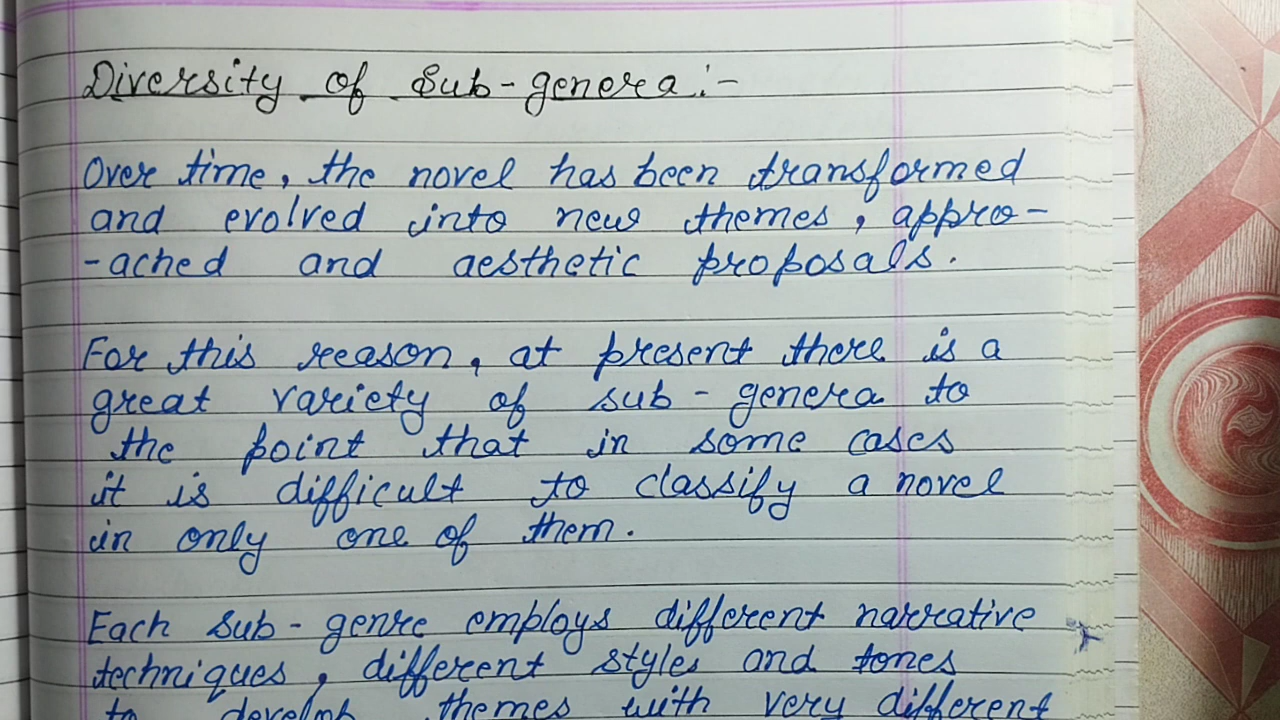 Diversity of Sub-genera :-
Over time, the novel has been transformed
and evolved into new themes, appro-
-ached and aesthetic proposals.
For this reason, at present there is a
great variety of sub-genera to
the point that in some cases
it is difficult to classify a novel
in only one of them.
Each sub-genre employs different narrative
techniques, different styles and tones
to develop themes with very different